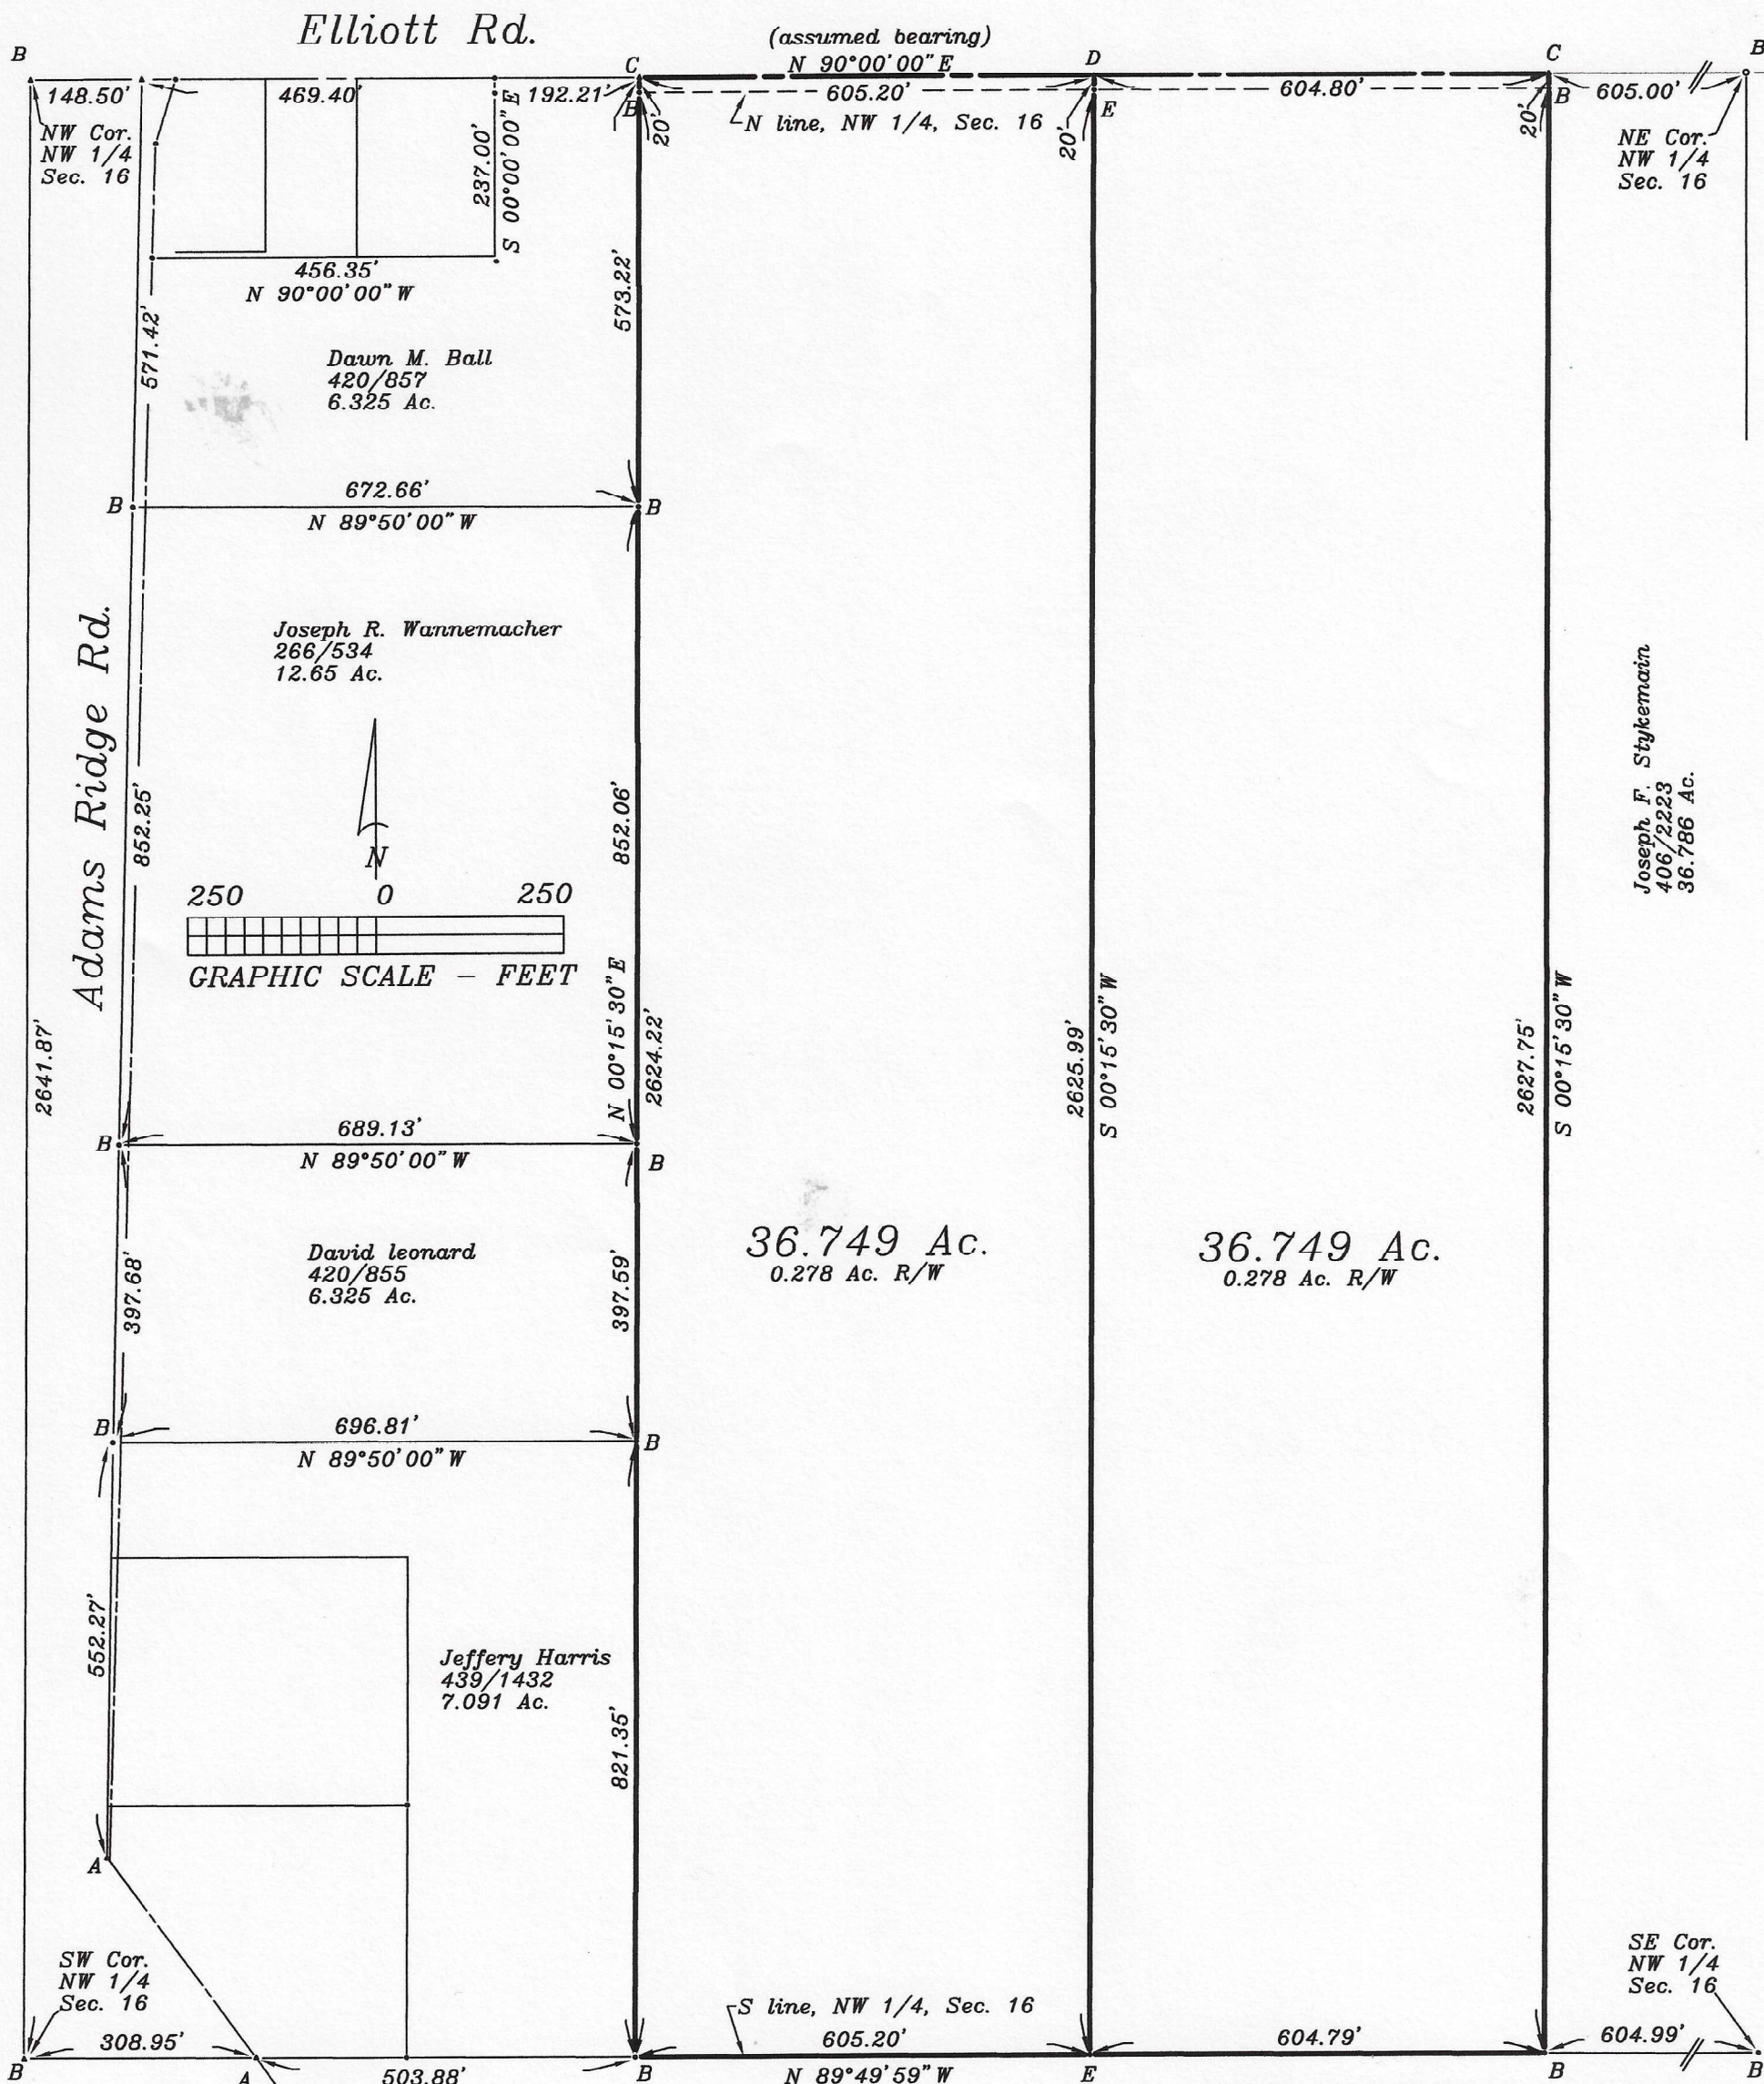 Elliott Rd.
(assumed bearing)
N 90°00'00" E
B
C
D
C
B
148.50'
469.40'
192.21'
605.20'
604.80'
605.00'
B
E
B
NW Cor.
NW 1/4
Sec. 16
237.00'
S 00°00'00" E
20'
N line, NW 1/4, Sec. 16
20'
20'
NE Cor.
NW 1/4
Sec. 16
456.35'
N 90°00'00" W
571.42'
573.22'
Dawn M. Ball
420/857
6.325 Ac.
B
672.66'
B
N 89°50'00" W
Joseph R. Wannemacher
266/534
12.65 Ac.
Adams Ridge Rd.
852.25'
852.06'
N
250 0 250
GRAPHIC SCALE – FEET
Joseph F. Stykemain
406/2223
36.786 Ac.
2641.87'
N 00°15'30" E
2624.22'
2625.99'
S 00°15'30" W
2627.75'
S 00°15'30" W
B
689.13'
N 89°50'00" W
B
David leonard
420/855
6.325 Ac.
397.68'
397.59'
36.749 Ac.
0.278 Ac. R/W
36.749 Ac.
0.278 Ac. R/W
B
696.81'
B
N 89°50'00" W
552.27'
Jeffery Harris
439/1432
7.091 Ac.
821.35'
A
SW Cor.
NW 1/4
Sec. 16
SE Cor.
NW 1/4
Sec. 16
S line, NW 1/4, Sec. 16
308.95'
605.20'
604.79'
604.99'
B
A
503.88'
B
N 89°49'59" W
E
B
B